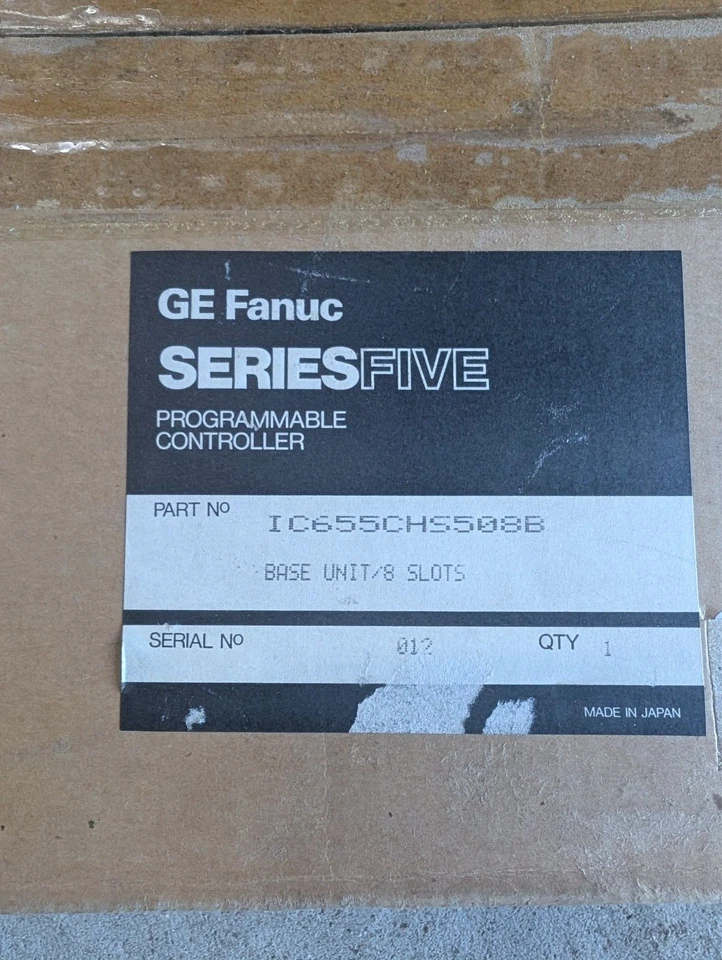 GE Fanuc
SERIESFIVE
PROGRAMMABLE
CONTROLLER
PART Nº IC655CHS508B
BASE UNIT/8 SLOTS
SERIAL Nº 012 QTY 1
MADE IN JAPAN